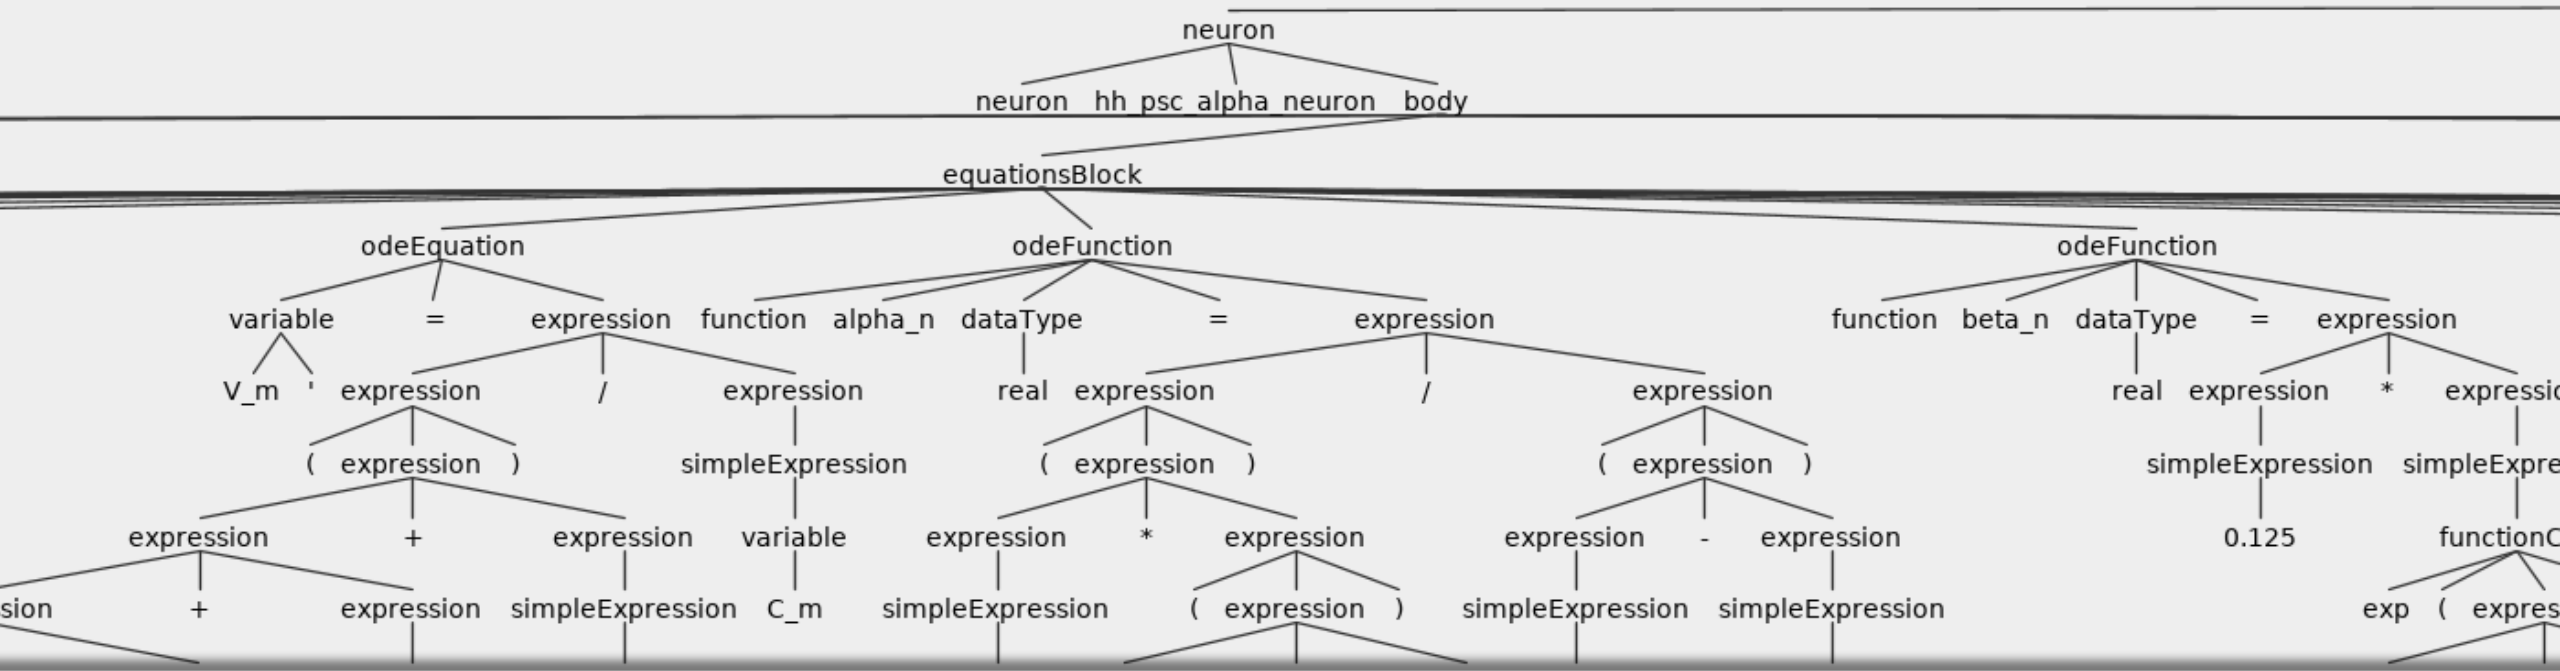 neuron
neuron hh_psc_alpha_neuron body
equationsBlock
odeEquation odeFunction odeFunction
variable = expression function alpha_n dataType = expression function beta_n dataType = expression
V_m ' expression / expression real expression / expression real expression * expressio
( expression ) simpleExpression ( expression ) ( expression ) simpleExpression simpleExpre
expression + expression variable expression * expression expression - expression 0.125 functionC
sion + expression simpleExpression C_m simpleExpression ( expression ) simpleExpression simpleExpression exp ( expres